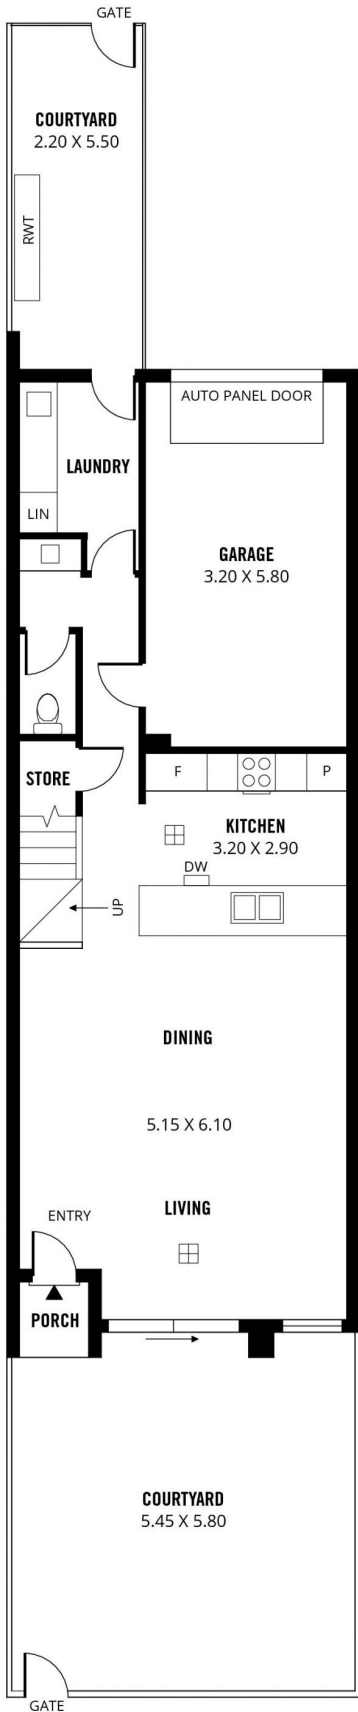 GATE
COURTYARD
2.20 X 5.50
RWT
AUTO PANEL DOOR
LAUNDRY
LIN
GARAGE
3.20 X 5.80
STORE
F
P
KITCHEN
3.20 X 2.90
DW
UP
DINING
5.15 X 6.10
LIVING
ENTRY
PORCH
COURTYARD
5.45 X 5.80
GATE